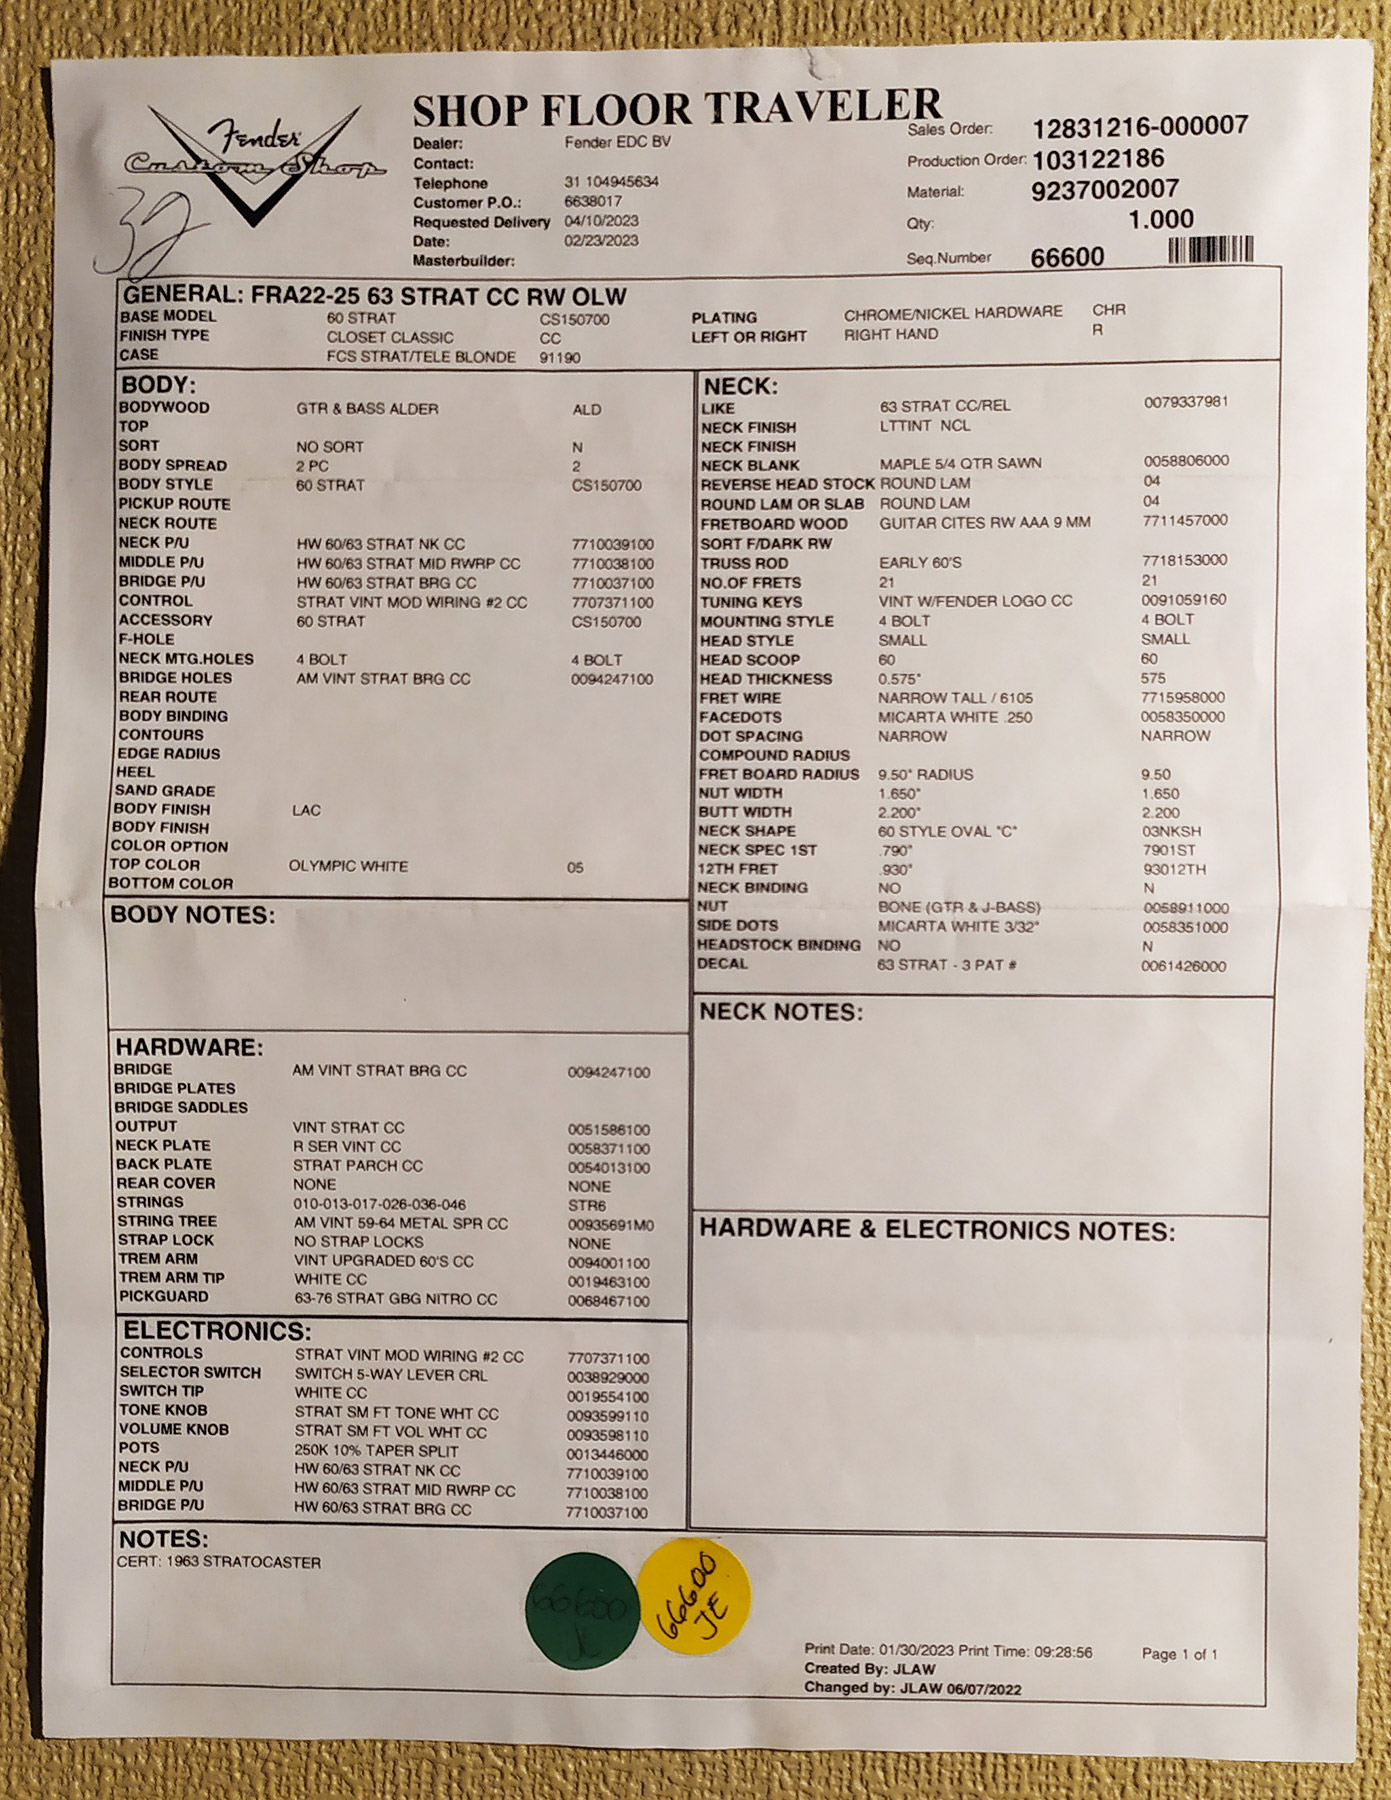 SHOP FLOOR TRAVELER
Fender
Custom Shop
Dealer: Fender EDC BV
Contact:
Telephone 31 104945634
Customer P.O.: 6638017
Requested Delivery 04/10/2023
Date: 02/23/2023
Masterbuilder:
Sales Order: 12831216-000007
Production Order: 103122186
Material: 9237002007
Qty: 1.000
Seq.Number 66600
GENERAL: FRA22-25 63 STRAT CC RW OLW
BASE MODEL 60 STRAT CS150700 PLATING CHROME/NICKEL HARDWARE CHR
FINISH TYPE CLOSET CLASSIC CC LEFT OR RIGHT RIGHT HAND R
CASE FCS STRAT/TELE BLONDE 91190
BODY:
BODYWOOD GTR & BASS ALDER ALD
TOP
SORT NO SORT N
BODY SPREAD 2 PC 2
BODY STYLE 60 STRAT CS150700
PICKUP ROUTE
NECK ROUTE
NECK P/U HW 60/63 STRAT NK CC 7710039100
MIDDLE P/U HW 60/63 STRAT MID RWRP CC 7710038100
BRIDGE P/U HW 60/63 STRAT BRG CC 7710037100
CONTROL STRAT VINT MOD WIRING #2 CC 7707371100
ACCESSORY 60 STRAT CS150700
F-HOLE
NECK MTG.HOLES 4 BOLT 4 BOLT
BRIDGE HOLES AM VINT STRAT BRG CC 0094247100
REAR ROUTE
BODY BINDING
CONTOURS
EDGE RADIUS
HEEL
SAND GRADE
BODY FINISH LAC
BODY FINISH
COLOR OPTION
TOP COLOR OLYMPIC WHITE 05
BOTTOM COLOR
BODY NOTES:
HARDWARE:
BRIDGE AM VINT STRAT BRG CC 0094247100
BRIDGE PLATES
BRIDGE SADDLES
OUTPUT VINT STRAT CC 0051586100
NECK PLATE R SER VINT CC 0058371100
BACK PLATE STRAT PARCH CC 0054013100
REAR COVER NONE NONE
STRINGS 010-013-017-026-036-046 STR6
STRING TREE AM VINT 59-64 METAL SPR CC 00935691M0
STRAP LOCK NO STRAP LOCKS NONE
TREM ARM VINT UPGRADED 60'S CC 0094001100
TREM ARM TIP WHITE CC 0019463100
PICKGUARD 63-76 STRAT GBG NITRO CC 0068467100
ELECTRONICS:
CONTROLS STRAT VINT MOD WIRING #2 CC 7707371100
SELECTOR SWITCH SWITCH 5-WAY LEVER CRL 0038929000
SWITCH TIP WHITE CC 0019554100
TONE KNOB STRAT SM FT TONE WHT CC 0093599110
VOLUME KNOB STRAT SM FT VOL WHT CC 0093598110
POTS 250K 10% TAPER SPLIT 0013446000
NECK P/U HW 60/63 STRAT NK CC 7710039100
MIDDLE P/U HW 60/63 STRAT MID RWRP CC 7710038100
BRIDGE P/U HW 60/63 STRAT BRG CC 7710037100
NECK:
LIKE 63 STRAT CC/REL 0079337981
NECK FINISH LTTINT NCL
NECK FINISH
NECK BLANK MAPLE 5/4 QTR SAWN 0058806000
REVERSE HEAD STOCK ROUND LAM 04
ROUND LAM OR SLAB ROUND LAM 04
FRETBOARD WOOD GUITAR CITES RW AAA 9 MM 7711457000
SORT F/DARK RW
TRUSS ROD EARLY 60'S 7718153000
NO.OF FRETS 21 21
TUNING KEYS VINT W/FENDER LOGO CC 0091059160
MOUNTING STYLE 4 BOLT 4 BOLT
HEAD STYLE SMALL SMALL
HEAD SCOOP 60 60
HEAD THICKNESS 0.575" 575
FRET WIRE NARROW TALL / 6105 7715958000
FACEDOTS MICARTA WHITE .250 0058350000
DOT SPACING NARROW NARROW
COMPOUND RADIUS
FRET BOARD RADIUS 9.50" RADIUS 9.50
NUT WIDTH 1.650" 1.650
BUTT WIDTH 2.200" 2.200
NECK SHAPE 60 STYLE OVAL "C" 03NKSH
NECK SPEC 1ST .790" 7901ST
12TH FRET .930" 93012TH
NECK BINDING NO N
NUT BONE (GTR & J-BASS) 0058911000
SIDE DOTS MICARTA WHITE 3/32" 0058351000
HEADSTOCK BINDING NO N
DECAL 63 STRAT - 3 PAT # 0061426000
NECK NOTES:
HARDWARE & ELECTRONICS NOTES:
NOTES:
CERT: 1963 STRATOCASTER
66600
JL
66600
JE
Print Date: 01/30/2023 Print Time: 09:28:56 Page 1 of 1
Created By: JLAW
Changed by: JLAW 06/07/2022